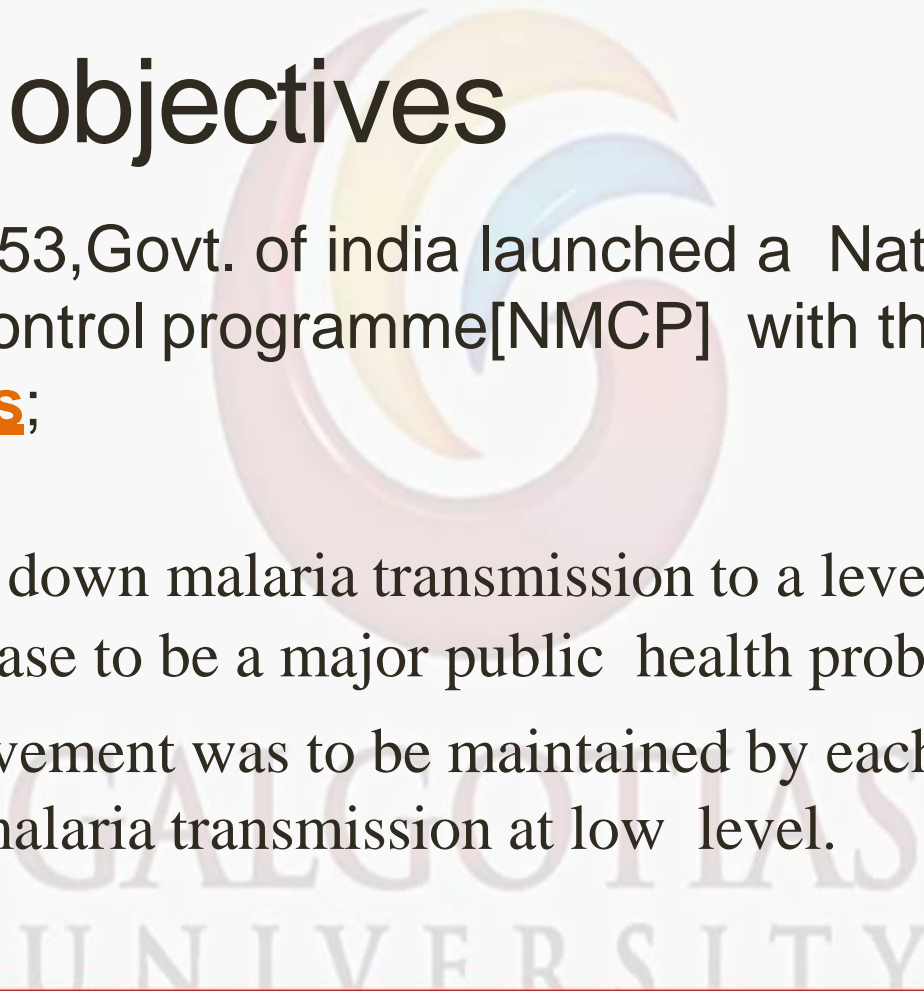 objectives
53,Govt. of india launched a Nat
ontrol programme[NMCP] with th
s;
down malaria transmission to a leve
ase to be a major public health prob
vement was to be maintained by each
malaria transmission at low level.
GALGOTIAS
UNIVERSITY